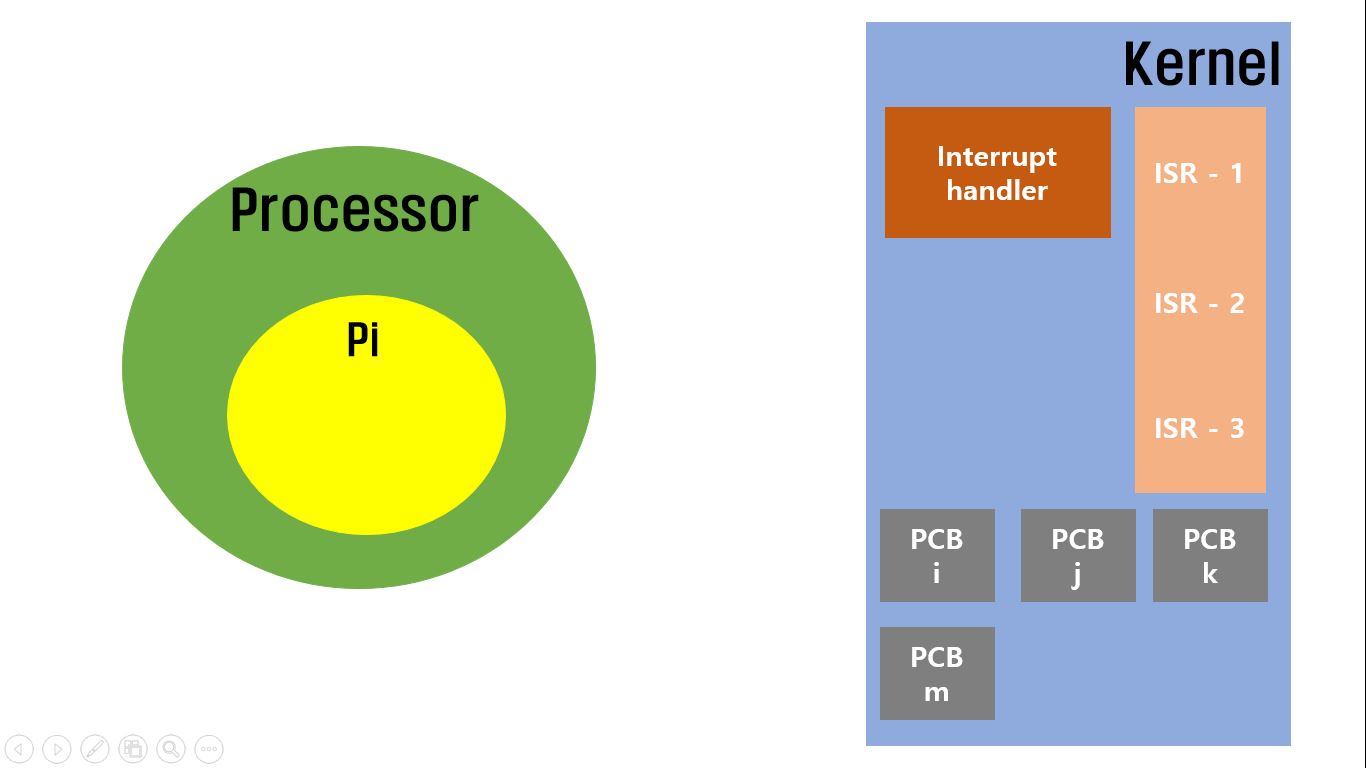 Processor
Pi
Kernel
Interrupt
handler
ISR - 1
ISR - 2
ISR - 3
PCB
i
PCB
j
PCB
k
PCB
m